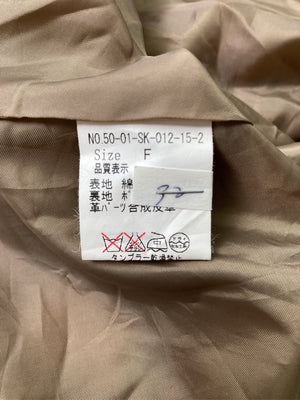 NO.50-01-SK-012-15-2
Size F
品質表示
表地 綿
裏地 ポ
革パーツ合成皮革
タンブラー乾燥禁止